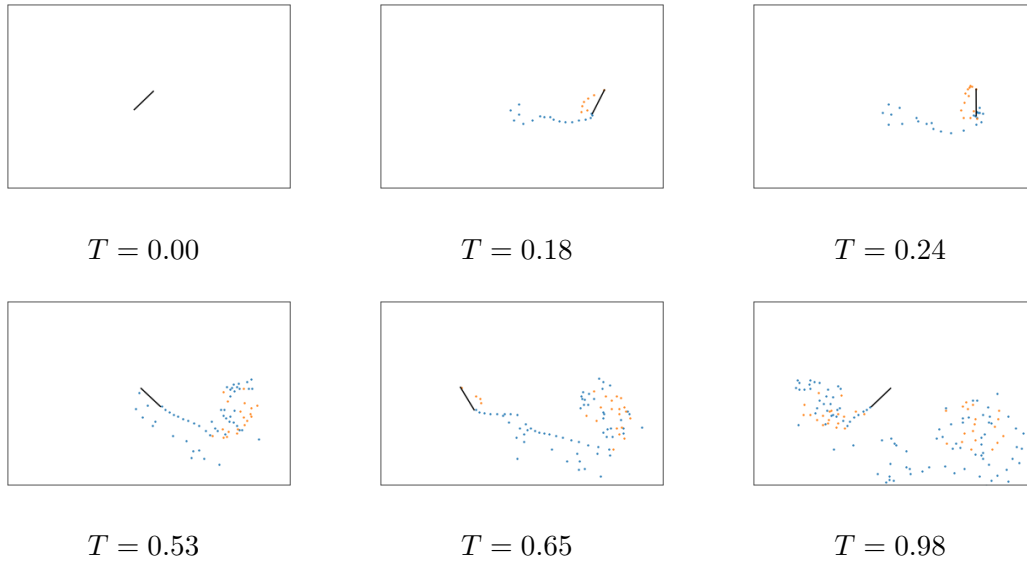 T = 0.00 T = 0.18 T = 0.24
T = 0.53 T = 0.65 T = 0.98